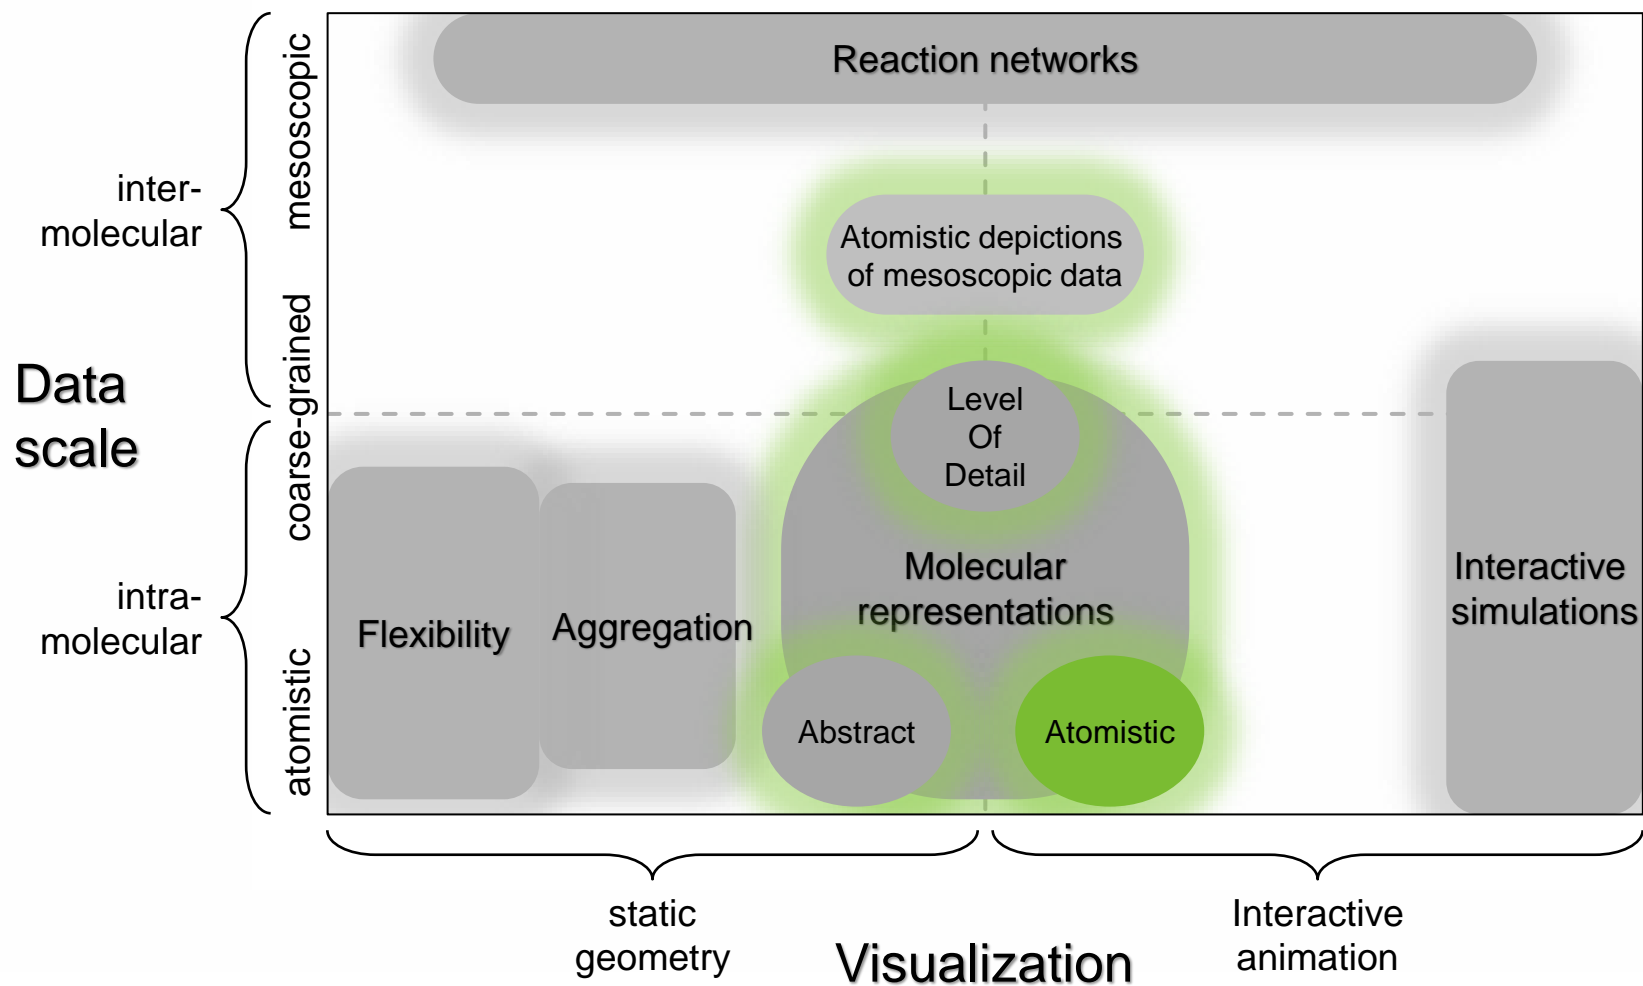 Reaction networks
mesoscopic
inter-
molecular
Atomistic depictions
of mesoscopic data
coarse-grained
Data
scale
Level
Of
Detail
Molecular
representations
Interactive
simulations
intra-
molecular
Flexibility
Aggregation
atomistic
Abstract
Atomistic
static
geometry
Interactive
animation
Visualization